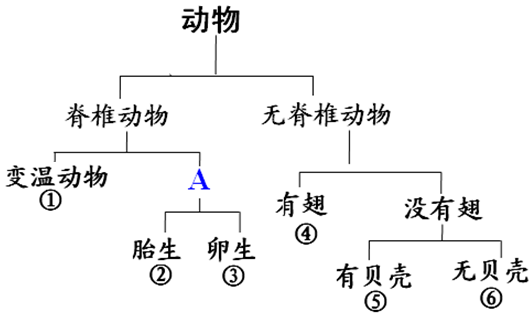 动物
脊椎动物 无脊椎动物
变温动物 A 有翅 没有翅
① ④
胎生 卵生 有贝壳 无贝壳
② ③ ⑤ ⑥